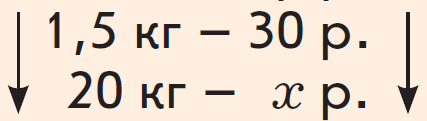 1,5 кг – 30 р.
20 кг – x р.